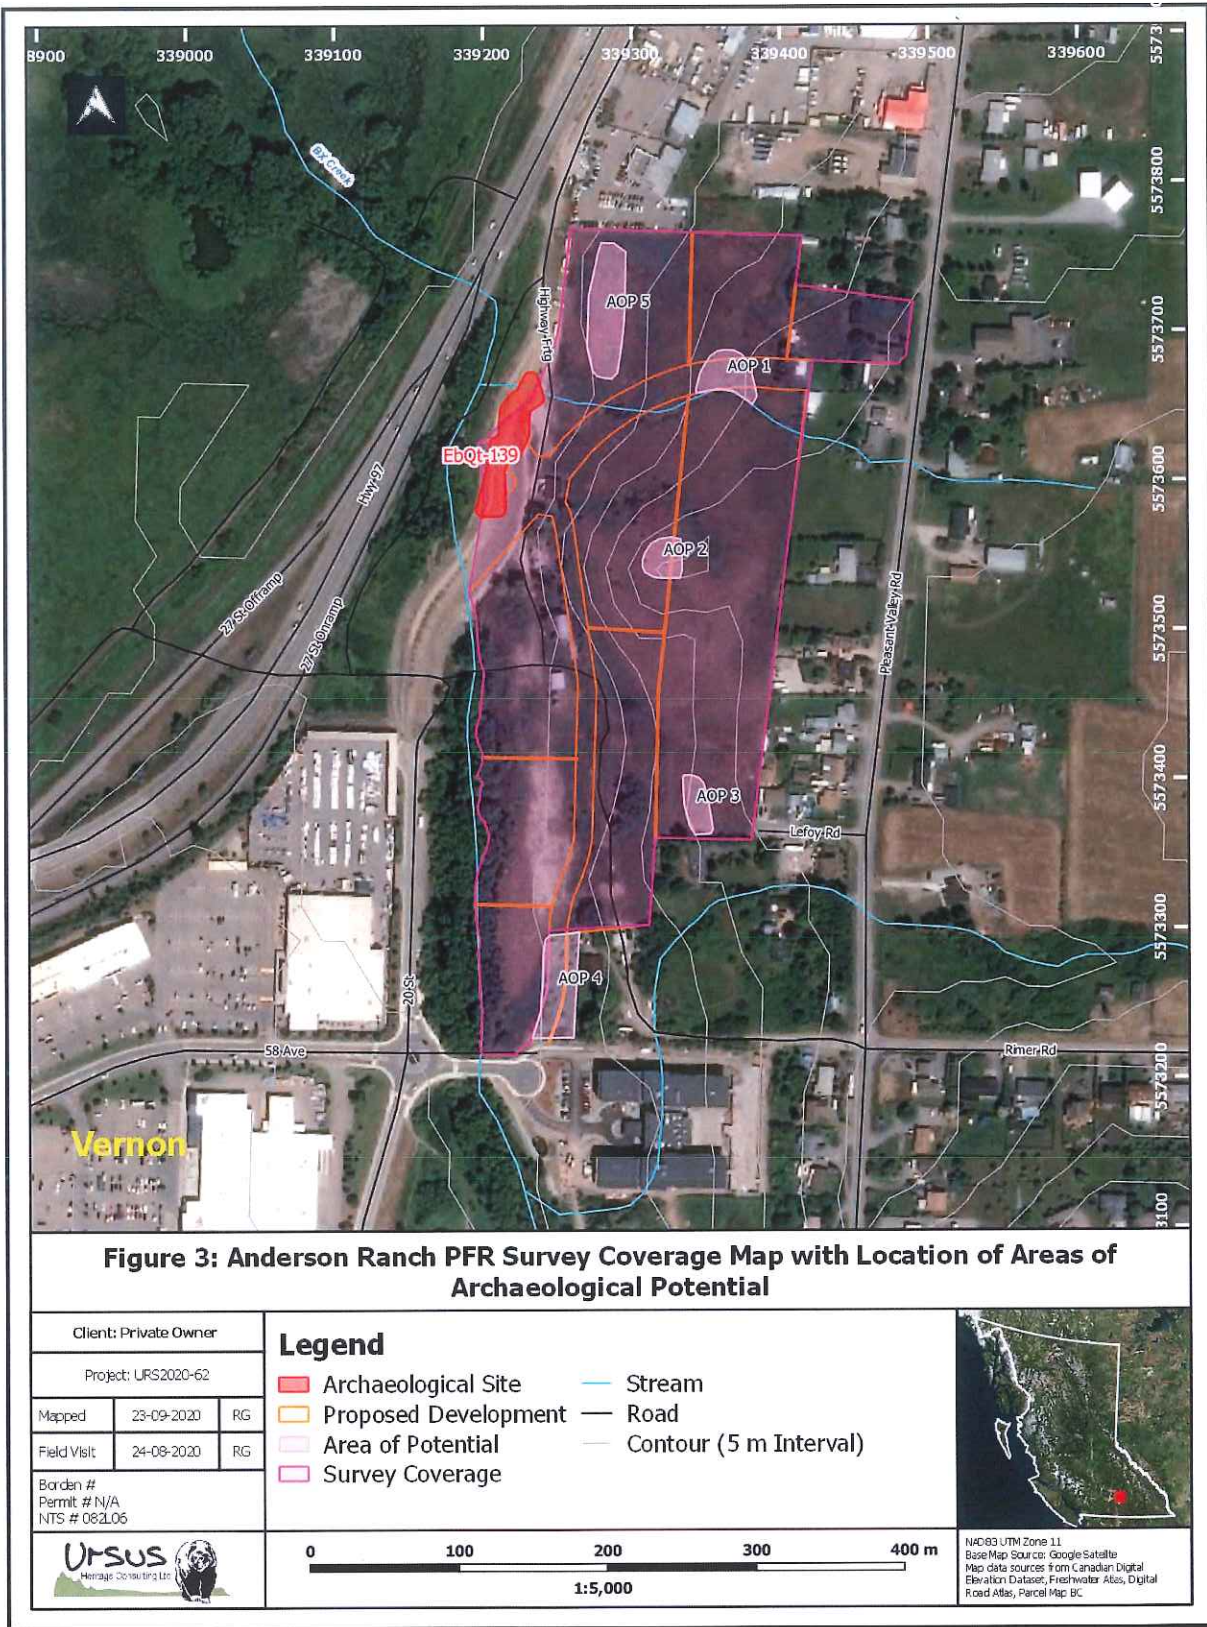 8900 339000 339100 339200 339300 339400 339500 339600
5573800
5573700
5573600
5573500
5573400
5573300
5573200
3100
BX Creek
Highway Frtg
AOP 5
AOP 1
EbQt-139
Hwy 97
AOP 2
27 St Offramp
27 St Onramp
Pleasant Valley Rd
AOP 3
Lefoy Rd
AOP 4
20 St
58 Ave
Rimer Rd
Vernon
Figure 3: Anderson Ranch PFR Survey Coverage Map with Location of Areas of
Archaeological Potential
Client: Private Owner
Project: URS2020-62
Mapped 23-09-2020 RG
Field Visit 24-08-2020 RG
Borden #
Permit # N/A
NTS # 082L06
Ursus
Heritage Consulting Ltd
Legend
Archaeological Site
Proposed Development
Area of Potential
Survey Coverage
Stream
Road
Contour (5 m Interval)
0 100 200 300 400 m
1:5,000
NAD83 UTM Zone 11
Base Map Source: Google Satellite
Map data sources from Canadian Digital
Elevation Dataset, Freshwater Atlas, Digital
Road Atlas, Parcel Map BC